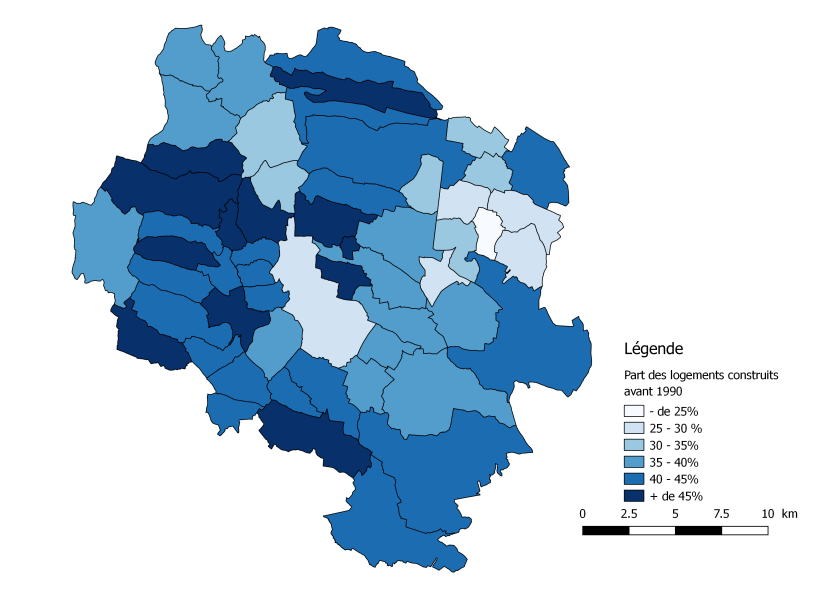 Légende
Part des logements construits
avant 1990
- de 25%
25 - 30 %
30 - 35%
35 - 40%
40 - 45%
+ de 45%
0 2.5 5 7.5 10 km